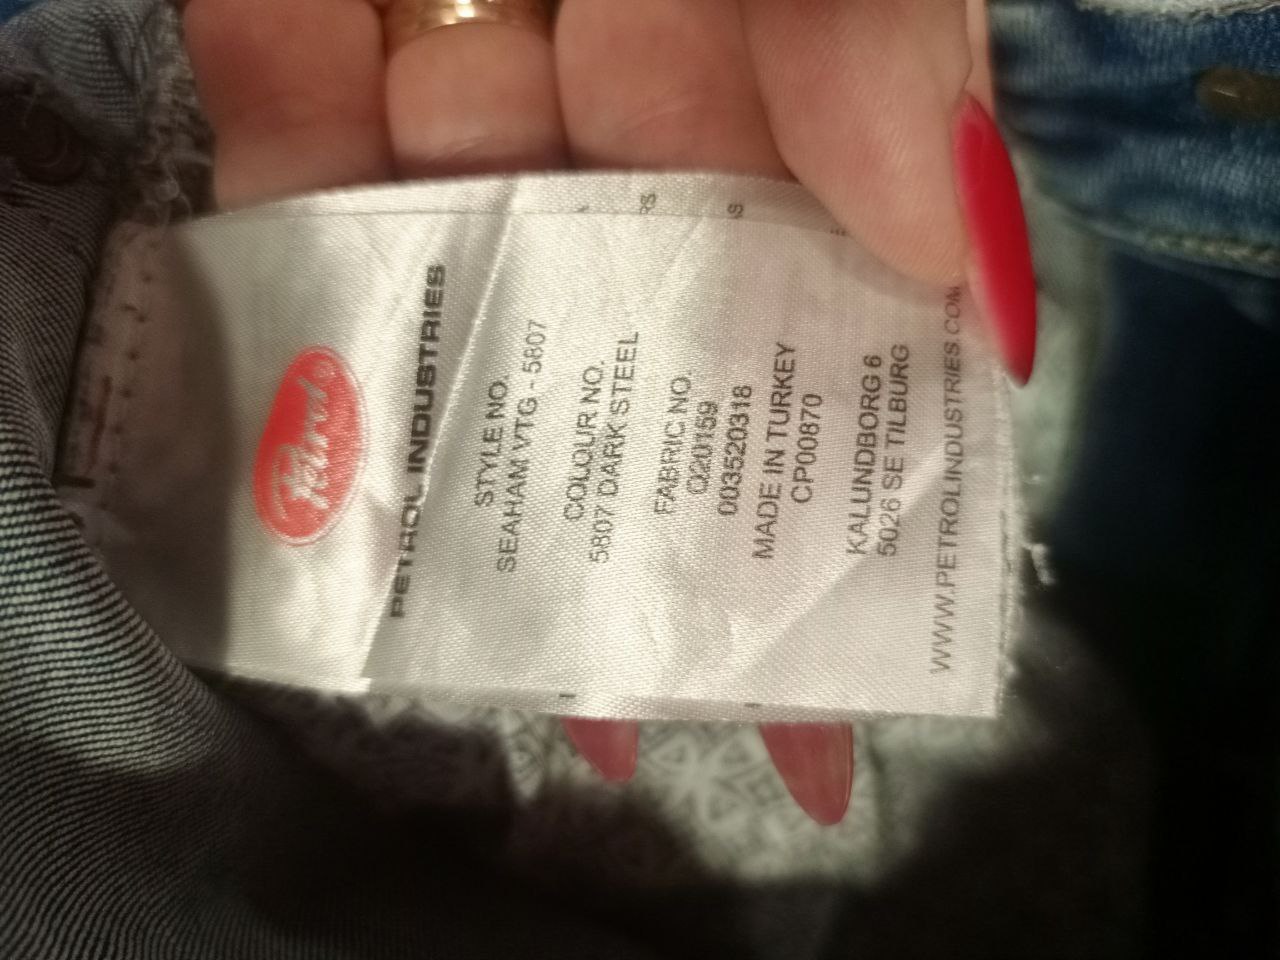 Petrol
PETROL INDUSTRIES
STYLE NO.
SEAHAM VTG - 5807
COLOUR NO.
5807 DARK STEEL
FABRIC NO.
Q20159
003520318
MADE IN TURKEY
CP00870
KALUNDBORG 6
5026 SE TILBURG
WWW.PETROLINDUSTRIES.COM